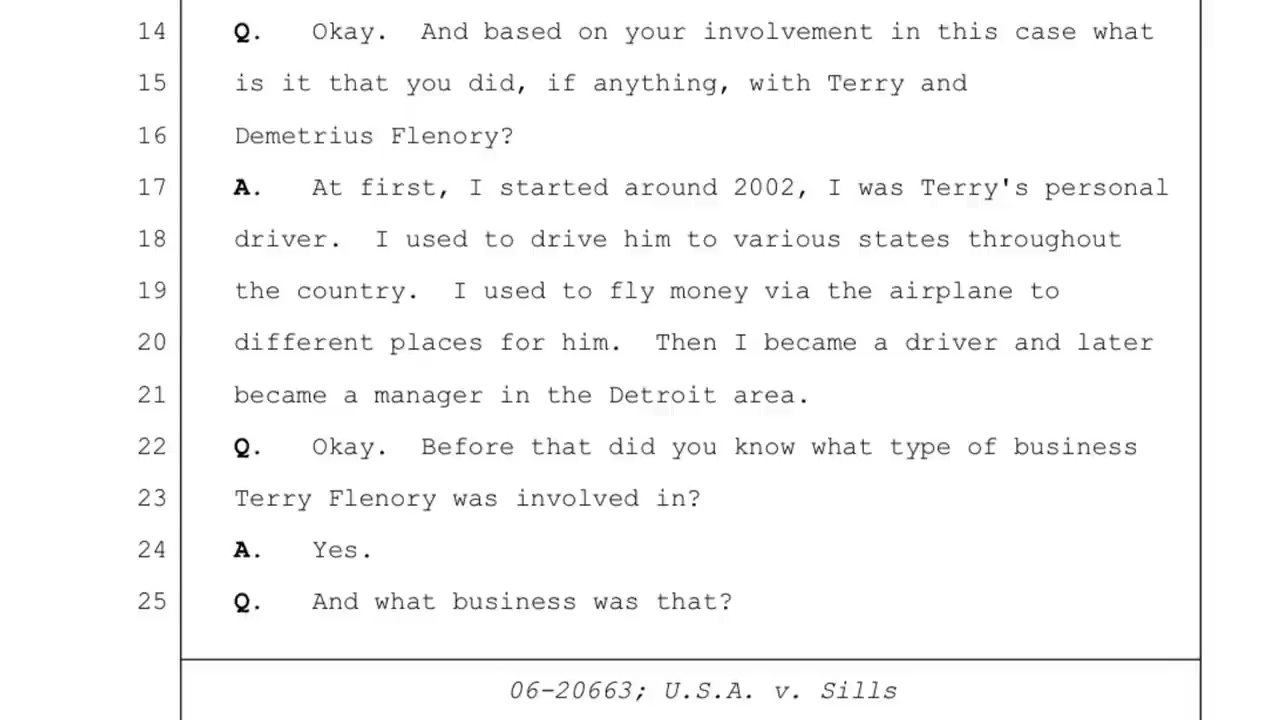 14 Q. Okay. And based on your involvement in this case what
15 is it that you did, if anything, with Terry and
16 Demetrius Flenory?
17 A. At first, I started around 2002, I was Terry's personal
18 driver. I used to drive him to various states throughout
19 the country. I used to fly money via the airplane to
20 different places for him. Then I became a driver and later
21 became a manager in the Detroit area.
22 Q. Okay. Before that did you know what type of business
23 Terry Flenory was involved in?
24 A. Yes.
25 Q. And what business was that?
06-20663; U.S.A. v. Sills